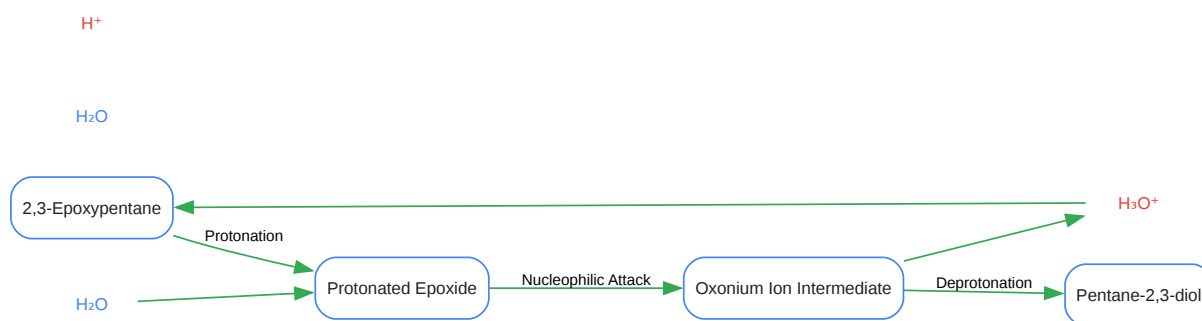 H⁺
H₂O
2,3-Epoxypentane
Protonation
H₂O
Protonated Epoxide
Nucleophilic Attack
Oxonium Ion Intermediate
H₃O⁺
Deprotonation
Pentane-2,3-diol